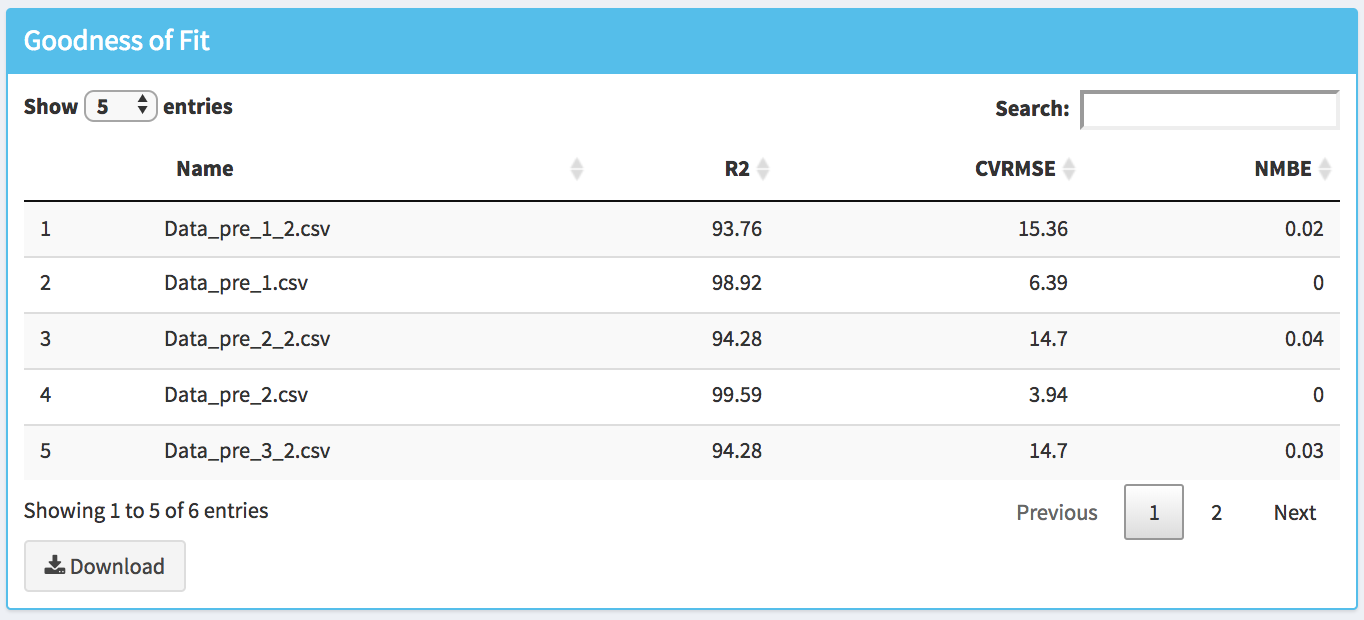 Goodness of Fit
Show 5 entries Search:
Name R2 CVRMSE NMBE
1 Data_pre_1_2.csv 93.76 15.36 0.02
2 Data_pre_1.csv 98.92 6.39 0
3 Data_pre_2_2.csv 94.28 14.7 0.04
4 Data_pre_2.csv 99.59 3.94 0
5 Data_pre_3_2.csv 94.28 14.7 0.03
Showing 1 to 5 of 6 entries Previous 1 2 Next
Download